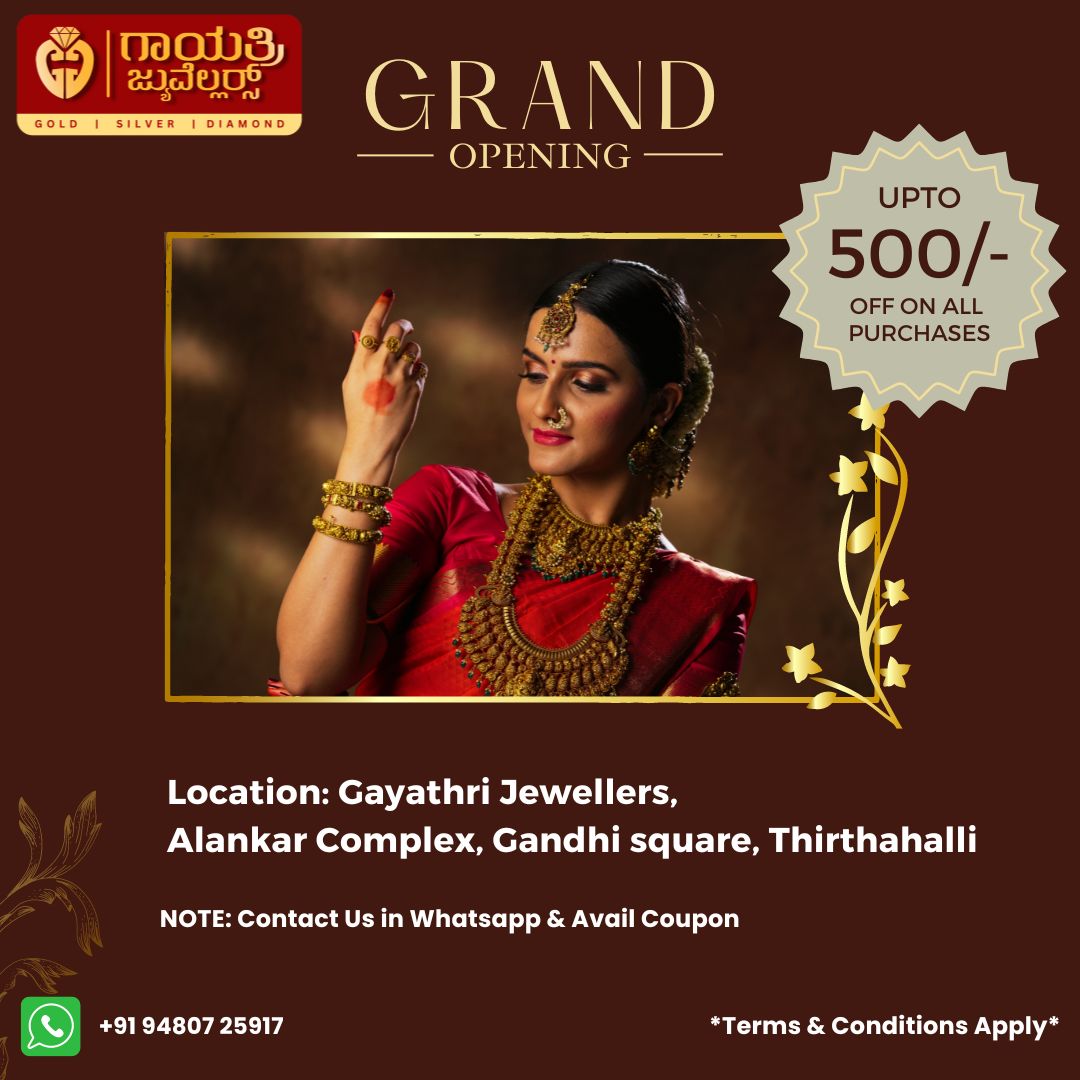 ಗಾಯತ್ರಿ
ಜ್ಯುವೆಲ್ಲರ್ಸ್
GOLD | SILVER | DIAMOND
GRAND
OPENING
UPTO
500/-
OFF ON ALL
PURCHASES
Location: Gayathri Jewellers,
Alankar Complex, Gandhi square, Thirthahalli
NOTE: Contact Us in Whatsapp & Avail Coupon
+91 94807 25917
*Terms & Conditions Apply*